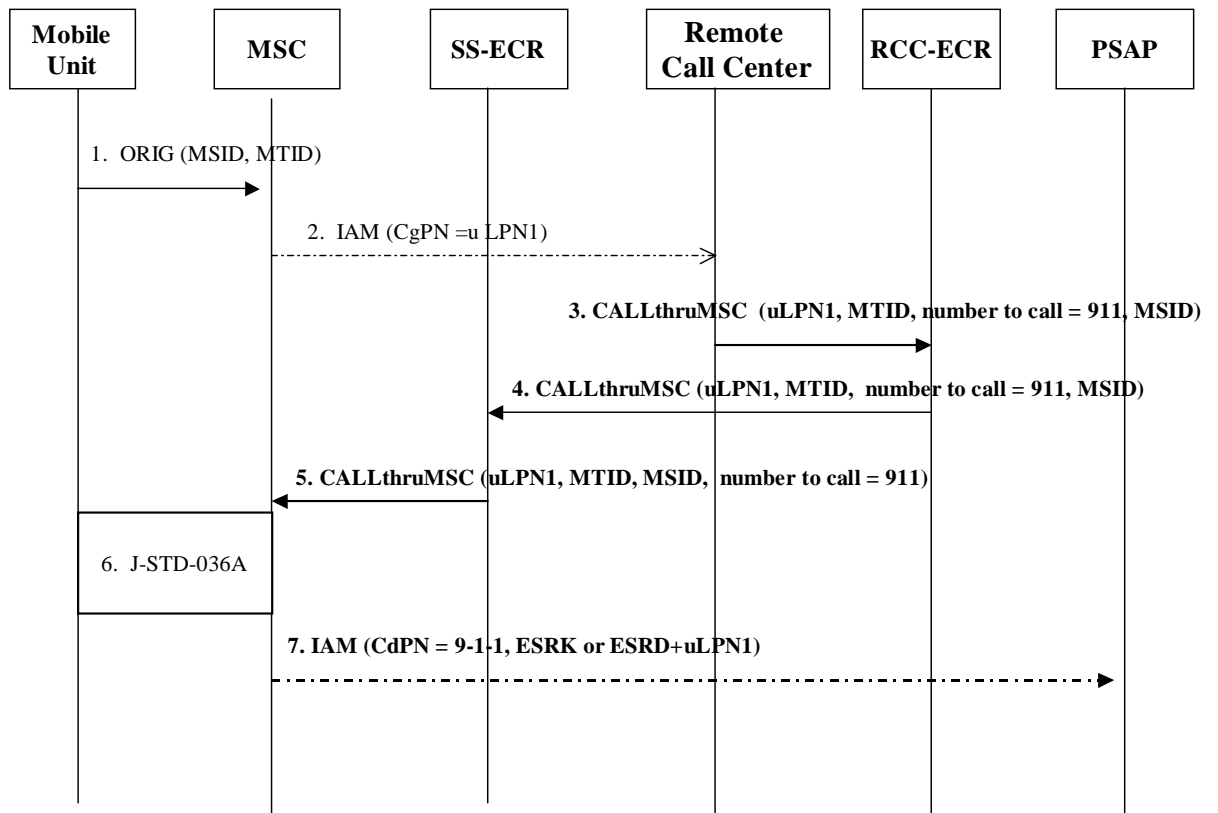 Mobile
Unit
MSC
SS-ECR
Remote
Call Center
RCC-ECR
PSAP
1. ORIG (MSID, MTID)
2. IAM (CgPN =u LPN1)
3. CALLthruMSC (uLPN1, MTID, number to call = 911, MSID)
4. CALLthruMSC (uLPN1, MTID, number to call = 911, MSID)
5. CALLthruMSC (uLPN1, MTID, MSID, number to call = 911)
6. J-STD-036A
7. IAM (CdPN = 9-1-1, ESRK or ESRD+uLPN1)